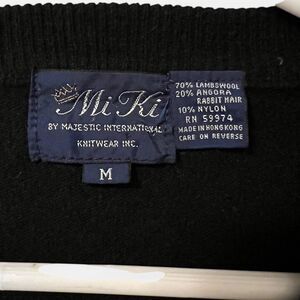 Mi Ki
BY MAJESTIC INTERNATIONAL
KNITWEAR INC.
M
70% LAMBSWOOL
20% ANGORA
RABBIT HAIR
10% NYLON
RN 59974
MADE IN HONG KONG
CARE ON REVERSE